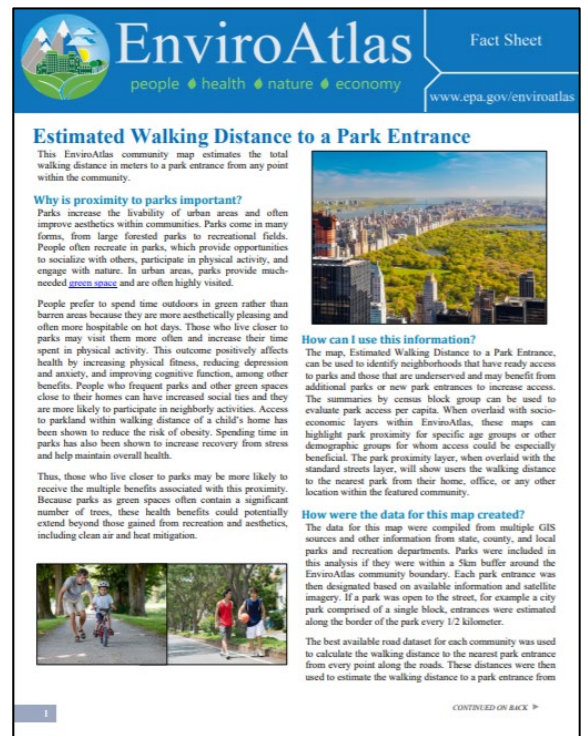 EnviroAtlas
people health nature economy
Fact Sheet
www.epa.gov/enviroatlas
Estimated Walking Distance to a Park Entrance
This EnviroAtlas community map estimates the total
walking distance in meters to a park entrance from any point
within the community.
Why is proximity to parks important?
Parks increase the livability of urban areas and often
improve aesthetics within communities. Parks come in many
forms, from large forested parks to recreational fields.
People often recreate in parks, which provide opportunities
to socialize with others, participate in physical activity, and
engage with nature. In urban areas, parks provide much-
needed green space and are often highly visited.
People prefer to spend time outdoors in green rather than
barren areas because they are more aesthetically pleasing and
often more hospitable on hot days. Those who live closer to
parks may visit them more often and increase their time
spent in physical activity. This outcome positively affects
health by increasing physical fitness, reducing depression
and anxiety, and improving cognitive function, among other
benefits. People who frequent parks and other green spaces
close to their homes can have increased social ties and they
are more likely to participate in neighborly activities. Access
to parkland within walking distance of a child's home has
been shown to reduce the risk of obesity. Spending time in
parks has also been shown to increase recovery from stress
and help maintain overall health.
Thus, those who live closer to parks may be more likely to
receive the multiple benefits associated with this proximity.
Because parks as green spaces often contain a significant
number of trees, these health benefits could potentially
extend beyond those gained from recreation and aesthetics,
including clean air and heat mitigation.
How can I use this information?
The map, Estimated Walking Distance to a Park Entrance,
can be used to identify neighborhoods that have ready access
to parks and those that are underserved and may benefit from
additional parks or new park entrances to increase access.
The summaries by census block group can be used to
evaluate park access per capita. When overlaid with socio-
economic layers within EnviroAtlas, these maps can
highlight park proximity for specific age groups or other
demographic groups for whom access could be especially
beneficial. The park proximity layer, when overlaid with the
standard streets layer, will show users the walking distance
to the nearest park from their home, office, or any other
location within the featured community.
How were the data for this map created?
The data for this map were compiled from multiple GIS
sources and other information from state, county, and local
parks and recreation departments. Parks were included in
this analysis if they were within a 5km buffer around the
EnviroAtlas community boundary. Each park entrance was
then designated based on available information and satellite
imagery. If a park was open to the street, for example a city
park comprised of a single block, entrances were estimated
along the border of the park every 1/2 kilometer.
The best available road dataset for each community was used
to calculate the walking distance to the nearest park entrance
from every point along the roads. These distances were then
used to estimate the walking distance to a park entrance from
1
CONTINUED ON BACK